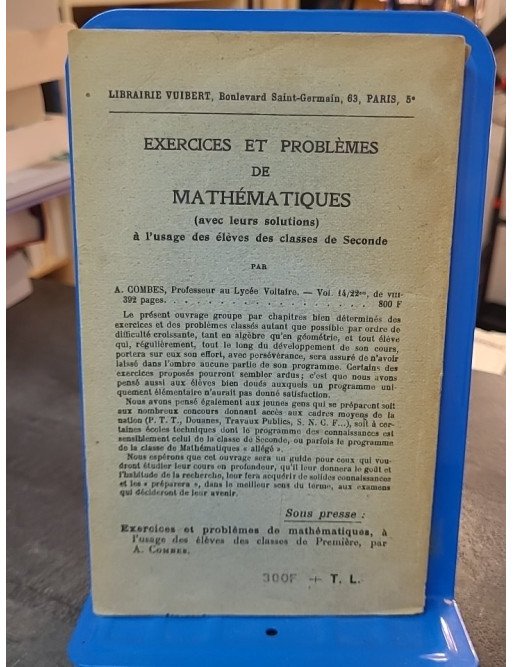 LIBRAIRIE VUIBERT, Boulevard Saint-Germain, 63, PARIS, 5e
EXERCICES ET PROBLÈMES
DE
MATHÉMATIQUES
(avec leurs solutions)
à l'usage des élèves des classes de Seconde
PAR
A. COMBES, Professeur au Lycée Voltaire. — Vol. 14/22cm, de VIII-
392 pages. . . . . . . . . . . . . . . . . . . . 800 F
Le présent ouvrage groupe par chapitres bien déterminés des
exercices et des problèmes classés autant que possible par ordre de
difficulté croissante, tant en algèbre qu'en géométrie, et tout élève
qui, régulièrement, tout le long du développement de son cours,
portera sur eux son effort, avec persévérance, sera assuré de n'avoir
laissé dans l'ombre aucune partie de son programme. Certains des
exercices proposés pourront sembler ardus ; c'est que nous avons
pensé aussi aux élèves bien doués auxquels un programme uni-
quement élémentaire n'aurait pas donné satisfaction.
Nous avons pensé également aux jeunes gens qui se préparent soit
aux nombreux concours donnant accès aux cadres moyens de la
nation (P. T. T., Douanes, Travaux Publics, S. N. C. F...), soit à cer-
taines écoles techniques dont le programme des connaissances est
sensiblement celui de la classe de Seconde, ou parfois le programme
de la classe de Mathématiques « allégé ».
Nous espérons que cet ouvrage sera un guide pour ceux qui vou-
dront étudier leur cours en profondeur, qu'il leur donnera le goût et
l'habitude de la recherche, leur fera acquérir de solides connaissances
et les « préparera », dans le meilleur sens du terme, aux examens
qui décideront de leur avenir.
Sous presse :
Exercices et problèmes de mathématiques, à
l'usage des élèves des classes de Première, par
A. COMBES.
300F + T. L.